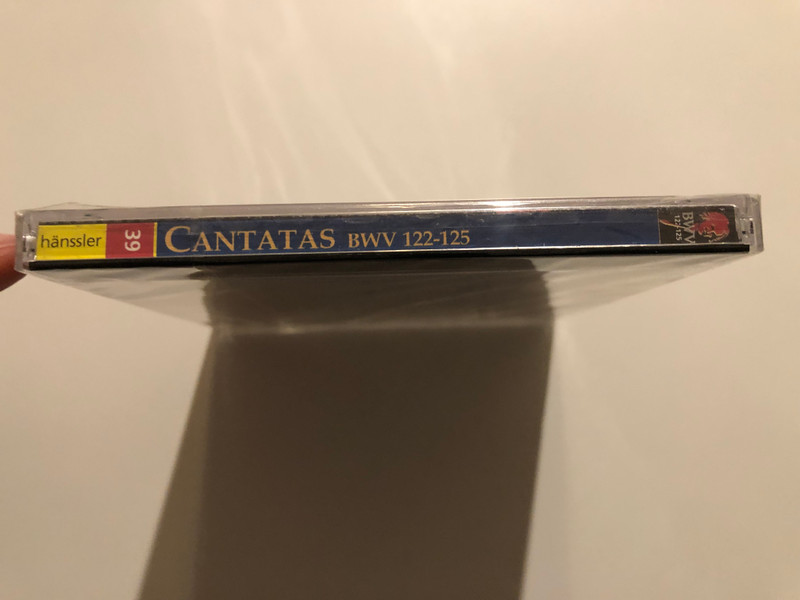 hänssler
39
CANTATAS BWV 122-125
BWV
122-125